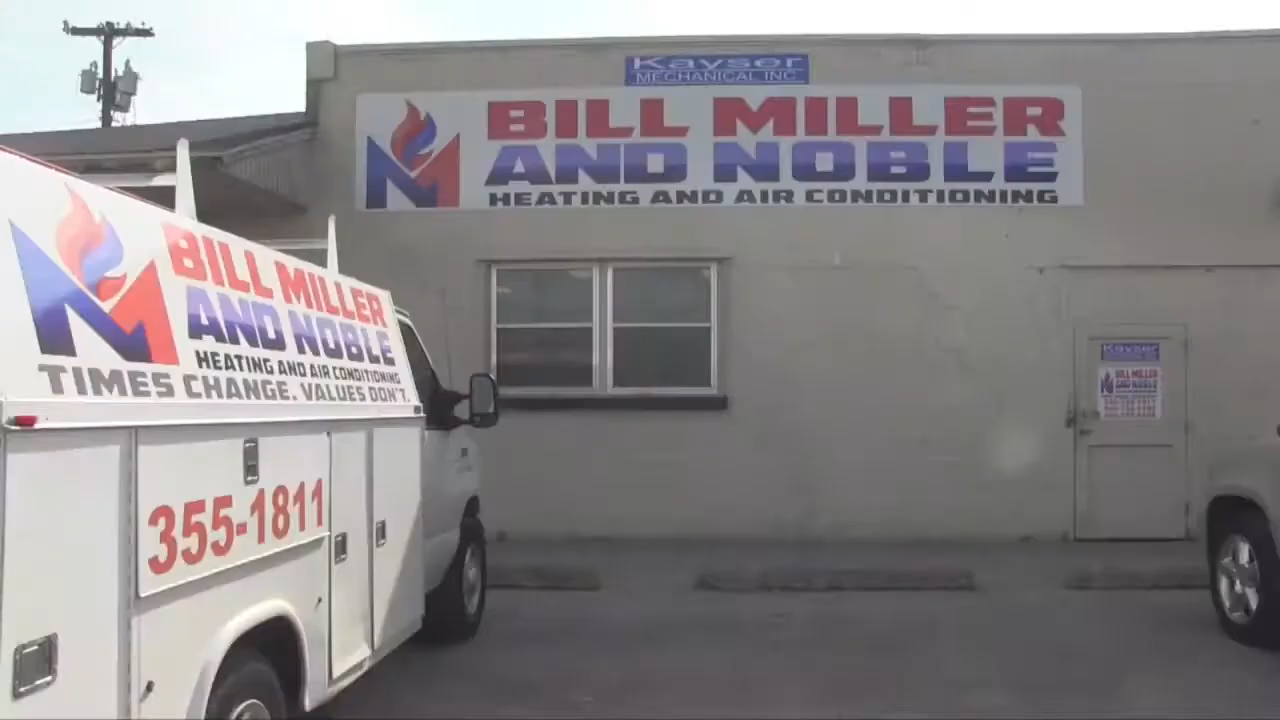 Kayser
MECHANICAL INC.
BILL MILLER
AND NOBLE
HEATING AND AIR CONDITIONING
BILL MILLER
AND NOBLE
HEATING AND AIR CONDITIONING
TIMES CHANGE. VALUES DON'T.
355-1811
Kayser
BILL MILLER
AND NOBLE